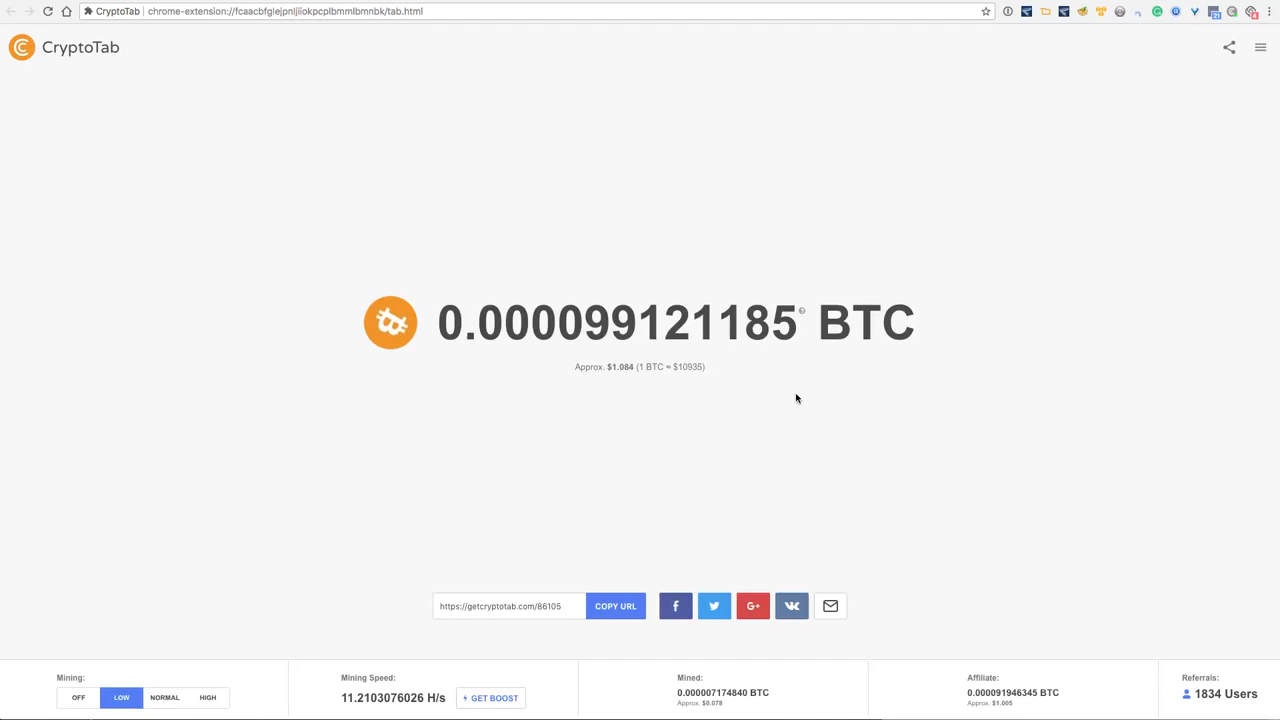 CryptoTab
chrome-extension://fcaacbfglejpnljiiokpcplbmmlbmnbk/tab.html
CryptoTab
0.000099121185 BTC
Approx. $1.084 (1 BTC = $10935)
https://getcryptotab.com/86105
COPY URL
G+
Mining:
OFF
LOW
NORMAL
HIGH
Mining Speed:
11.2103076026 H/s
GET BOOST
Mined:
0.000007174840 BTC
Approx. $0.078
Affiliate:
0.000091946345 BTC
Approx. $1.005
Referrals:
1834 Users